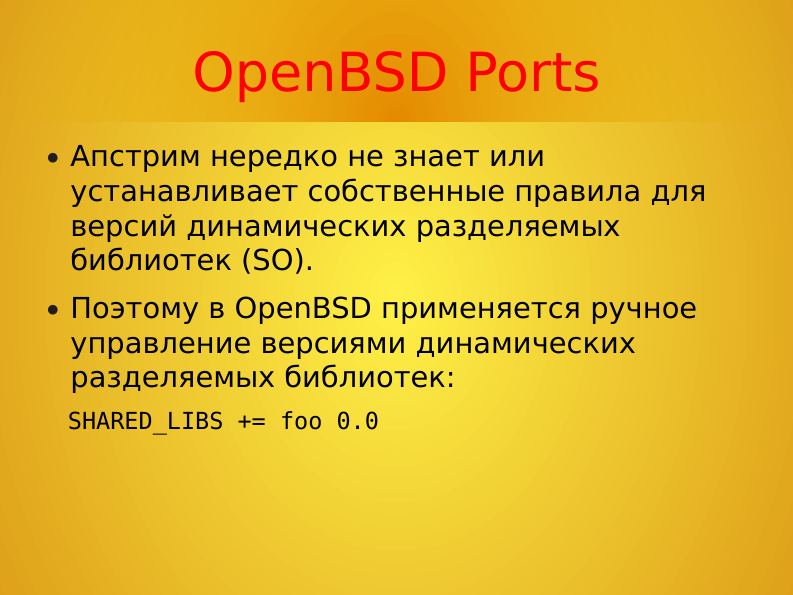 OpenBSD Ports
• Апстрим нередко не знает или
устанавливает собственные правила для
версий динамических разделяемых
библиотек (SO).
• Поэтому в OpenBSD применяется ручное
управление версиями динамических
разделяемых библиотек:
SHARED_LIBS += foo 0.0